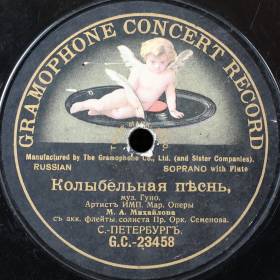 GRAMOPHONE CONCERT RECORD
Manufactured by The Gramophone Co., Ltd. (and Sister Companies).
RUSSIAN SOPRANO with Flute
Колыбельная пѣснь,
муз. Гуно.
Артистъ ИМП. Мар. Оперы
М. А. Михайлова
съ акк. флейты солиста Пр. Орк. Семенова.
С.-ПЕТЕРБУРГЪ.
G.C.-23458